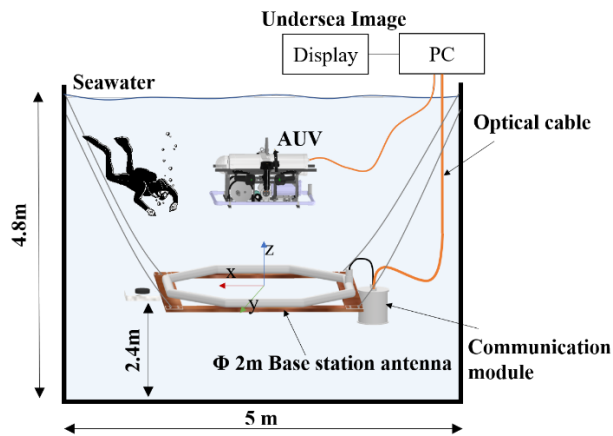 Undersea Image
Display
PC
Seawater
AUV
Optical cable
4.8m
z
x
y
2.4m
Φ 2m Base station antenna
Communication
module
5 m